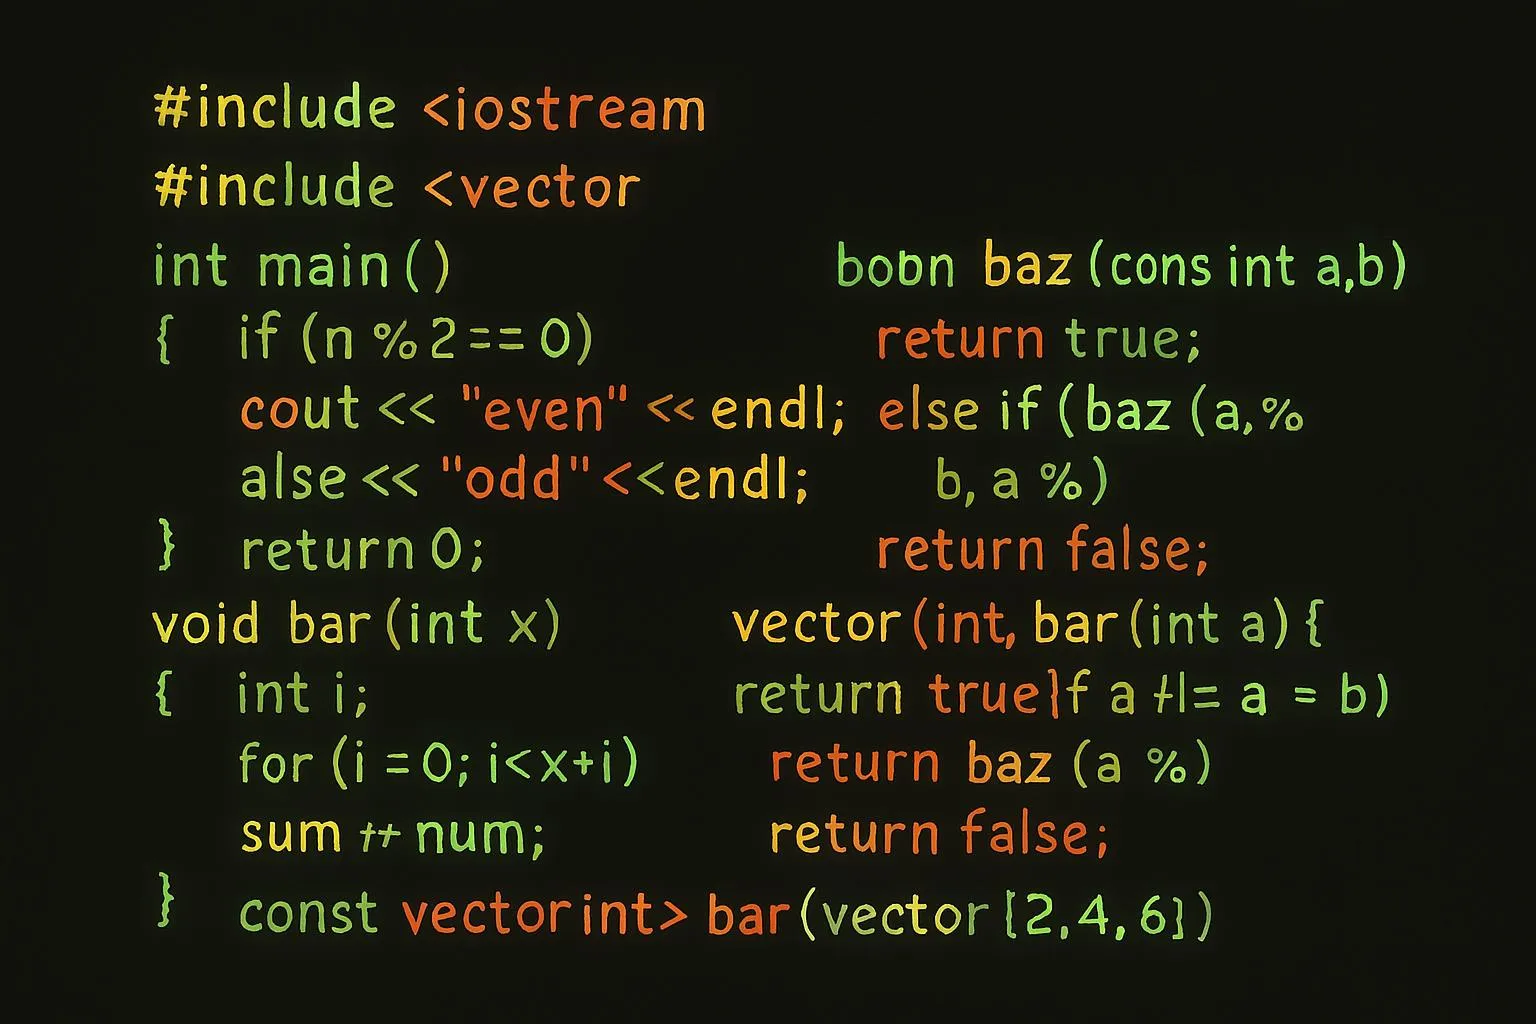 #include <iostream
#include <vector
int main()
{ if (n % 2 == 0)
cout << "even" << endl;
alse << "odd" << endl;
} return 0;
void bar (int x)
{ int i;
for (i = 0; i<x+i)
sum ++ num;
} const vector int> bar (vector [2,4,6])
bobn baz (cons int a,b)
return true;
else if (baz (a,%
b, a %)
return false;
vector (int, bar (int a) {
return true}f a +|= a = b)
return baz (a %)
return false;